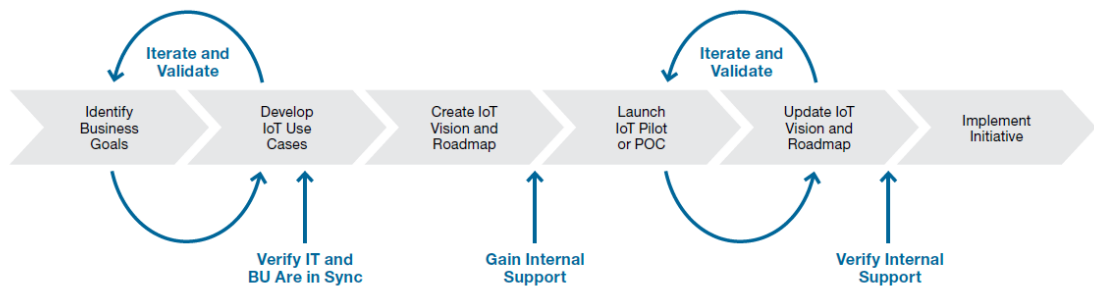 Iterate and
Validate
Iterate and
Validate
Identify
Business
Goals
Develop
IoT Use
Cases
Create IoT
Vision and
Roadmap
Launch
IoT Pilot
or POC
Update IoT
Vision and
Roadmap
Implement
Initiative
Verify IT and
BU Are in Sync
Gain Internal
Support
Verify Internal
Support